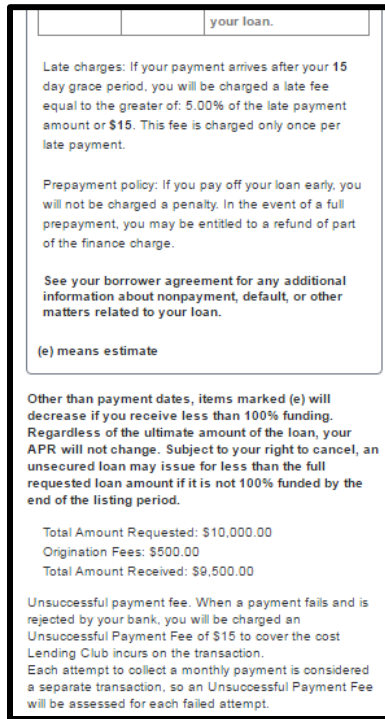 your loan.
Late charges: If your payment arrives after your 15
day grace period, you will be charged a late fee
equal to the greater of: 5.00% of the late payment
amount or $15. This fee is charged only once per
late payment.
Prepayment policy: If you pay off your loan early, you
will not be charged a penalty. In the event of a full
prepayment, you may be entitled to a refund of part
of the finance charge.
See your borrower agreement for any additional
information about nonpayment, default, or other
matters related to your loan.
(e) means estimate
Other than payment dates, items marked (e) will
decrease if you receive less than 100% funding.
Regardless of the ultimate amount of the loan, your
APR will not change. Subject to your right to cancel, an
unsecured loan may issue for less than the full
requested loan amount if it is not 100% funded by the
end of the listing period.
Total Amount Requested: $10,000.00
Origination Fees: $500.00
Total Amount Received: $9,500.00
Unsuccessful payment fee. When a payment fails and is
rejected by your bank, you will be charged an
Unsuccessful Payment Fee of $15 to cover the cost
Lending Club incurs on the transaction.
Each attempt to collect a monthly payment is considered
a separate transaction, so an Unsuccessful Payment Fee
will be assessed for each failed attempt.